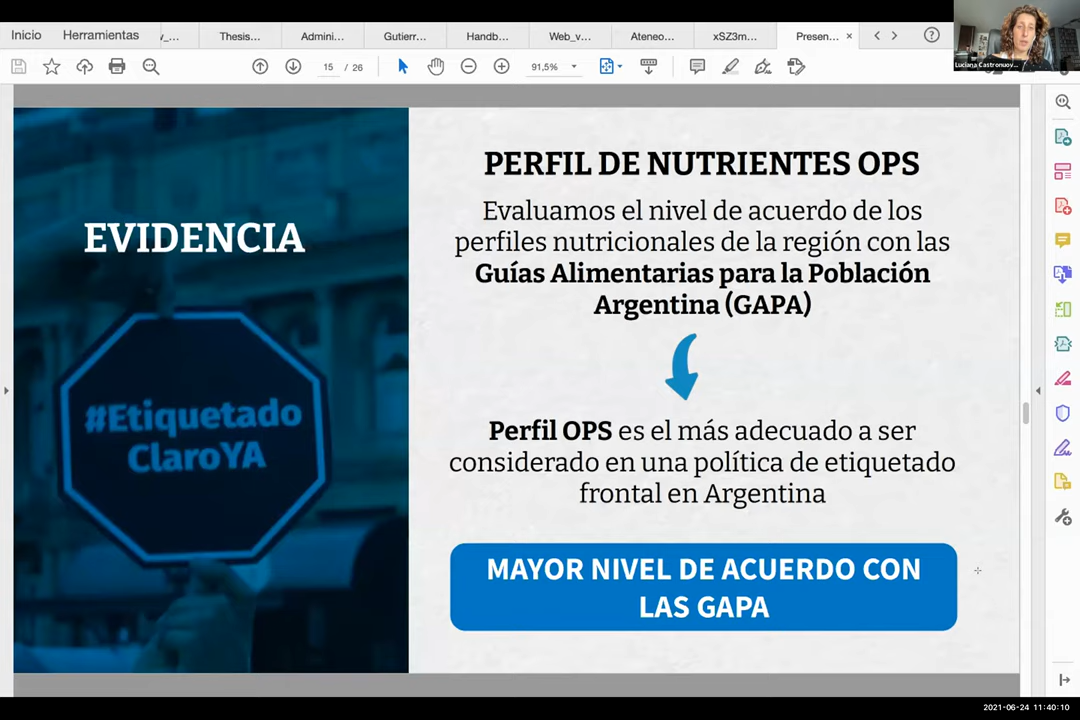 Inicio Herramientas
v_... Thesis... Admini... Gutierr... Handb... Web_v... Ateneo... xSZ3m... Presen... ×
15 / 26 91,5%
Luciana Castronuov...
EVIDENCIA
#Etiquetado
ClaroYA
PERFIL DE NUTRIENTES OPS
Evaluamos el nivel de acuerdo de los
perfiles nutricionales de la región con las
Guías Alimentarias para la Población
Argentina (GAPA)
Perfil OPS es el más adecuado a ser
considerado en una política de etiquetado
frontal en Argentina
MAYOR NIVEL DE ACUERDO CON
LAS GAPA
2021-06-24 11:40:10